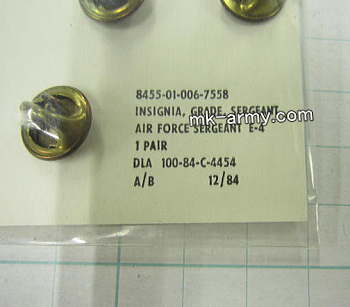 8455-01-006-7558
INSIGNIA, GRADE, SERGEANT
AIR FORCE SERGEANT E-4
mk-army.com
1 PAIR
DLA 100-84-C-4454
A/B 12/84